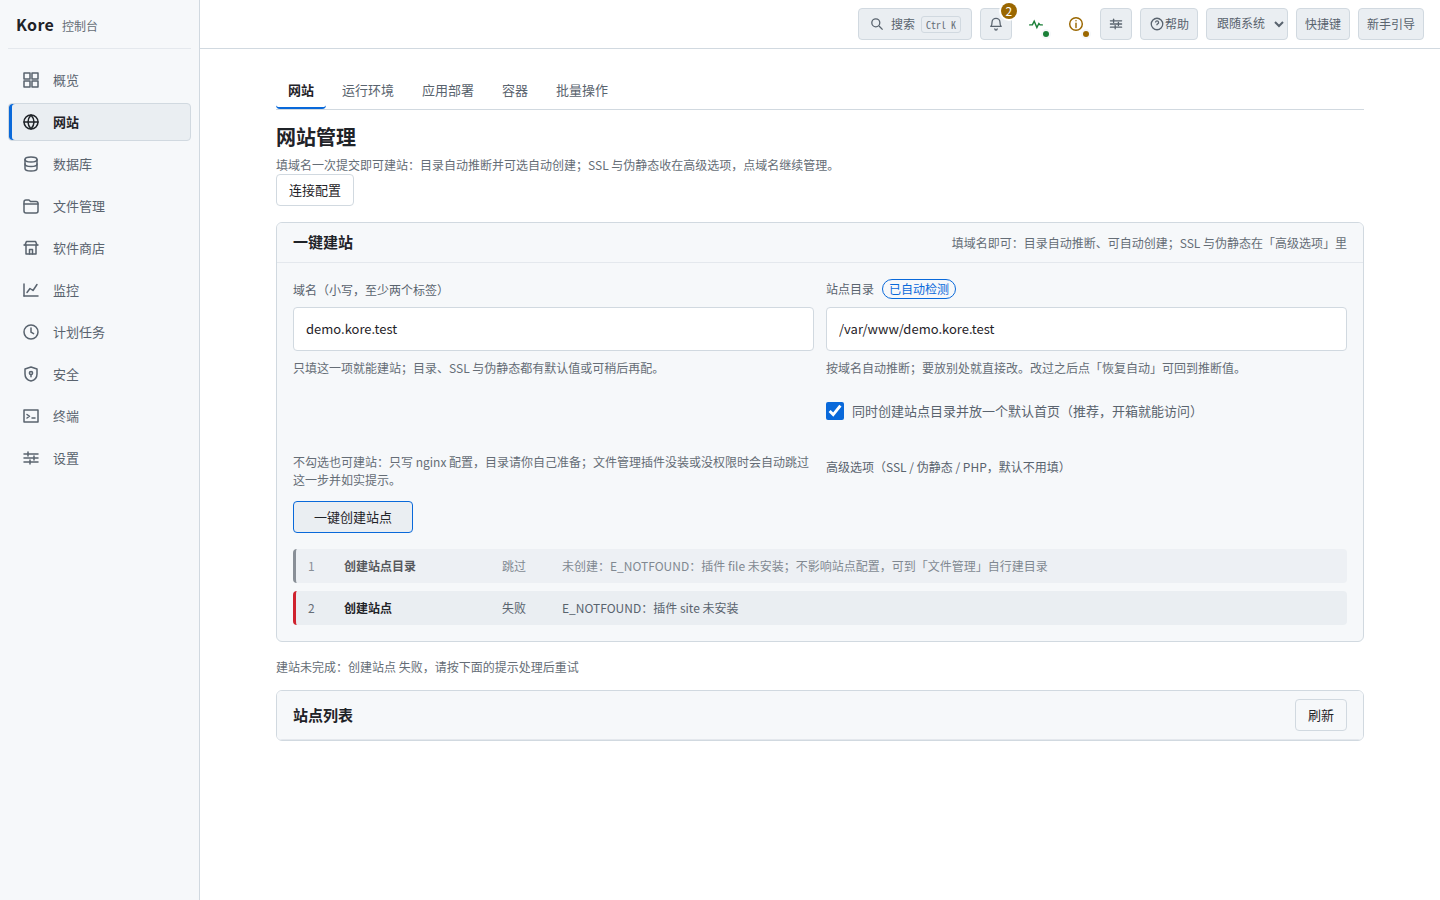 Kore 控制台
搜索 Ctrl K
2
帮助
跟随系统
快捷键
新手引导
概览
网站
数据库
文件管理
软件商店
监控
计划任务
安全
终端
设置
网站 运行环境 应用部署 容器 批量操作
网站管理
填域名一次提交即可建站：目录自动推断并可选自动创建；SSL 与伪静态收在高级选项，点域名继续管理。
连接配置
一键建站
填域名即可：目录自动推断、可自动创建；SSL 与伪静态在「高级选项」里
域名（小写，至少两个标签）
demo.kore.test
只填这一项就能建站；目录、SSL 与伪静态都有默认值或可稍后再配。
站点目录 已自动检测
/var/www/demo.kore.test
按域名自动推断；要放别处就直接改。改过之后点「恢复自动」可回到推断值。
同时创建站点目录并放一个默认首页（推荐，开箱就能访问）
不勾选也可建站：只写 nginx 配置，目录请你自己准备；文件管理插件没装或没权限时会自动跳过
这一步并如实提示。
高级选项（SSL / 伪静态 / PHP，默认不用填）
一键创建站点
1 创建站点目录 跳过 未创建：E_NOTFOUND：插件 file 未安装；不影响站点配置，可到「文件管理」自行建目录
2 创建站点 失败 E_NOTFOUND：插件 site 未安装
建站未完成：创建站点 失败，请按下面的提示处理后重试
站点列表
刷新